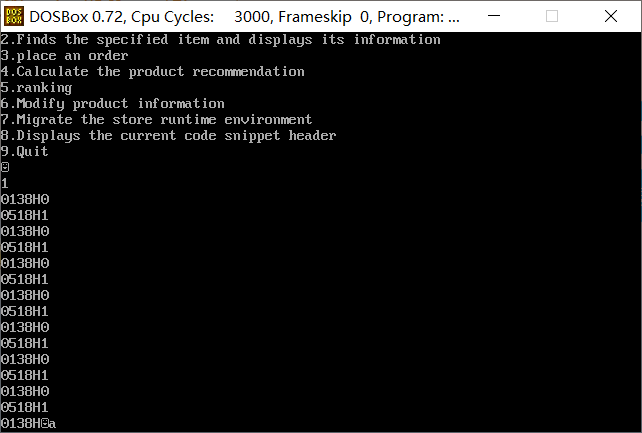 DOSBox 0.72, Cpu Cycles: 3000, Frameskip 0, Program: ...
2.Finds the specified item and displays its information
3.place an order
4.Calculate the product recommendation
5.ranking
6.Modify product information
7.Migrate the store runtime environment
8.Displays the current code snippet header
9.Quit
☺
1
0138H0
0518H1
0138H0
0518H1
0138H0
0518H1
0138H0
0518H1
0138H0
0518H1
0138H0
0518H1
0138H0
0518H1
0138H☺a